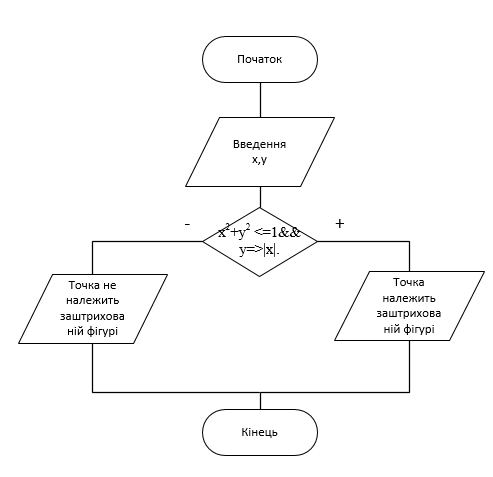 Початок
Введення
x,y
-
+
x²+y² <=1&&
y=>|x|.
Точка не
належить
заштрихова
ній фігурі
Точка
належить
заштрихова
ній фігурі
Кінець